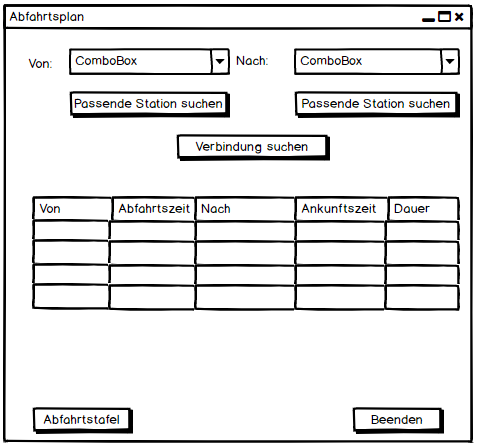 Abfahrtsplan
Von: ComboBox Nach: ComboBox
Passende Station suchen Passende Station suchen
Verbindung suchen
Von Abfahrtszeit Nach Ankunftszeit Dauer
Abfahrtstafel Beenden